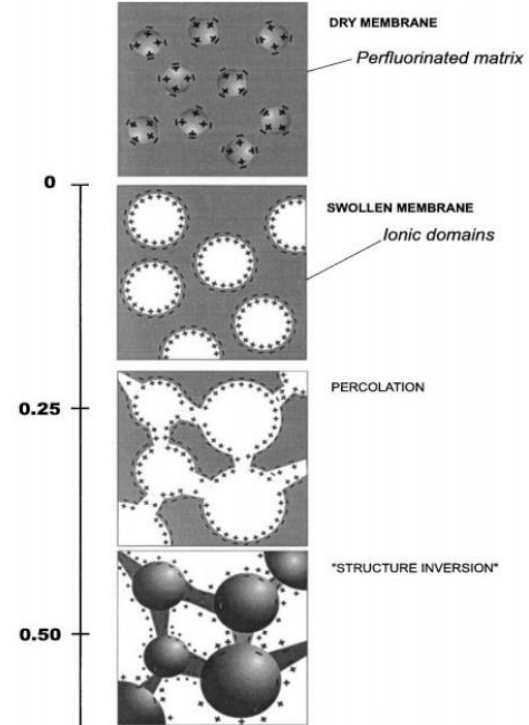 DRY MEMBRANE
Perfluorinated matrix
0
SWOLLEN MEMBRANE
Ionic domains
0.25
PERCOLATION
"STRUCTURE INVERSION"
0.50